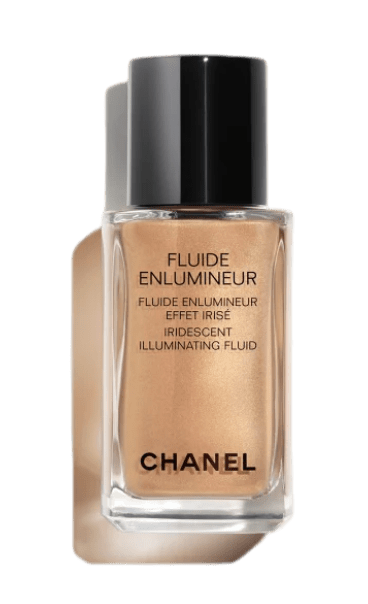 FLUIDE
ENLUMINEUR
FLUIDE ENLUMINEUR
EFFET IRISÉ
IRIDESCENT
ILLUMINATING FLUID
CHANEL